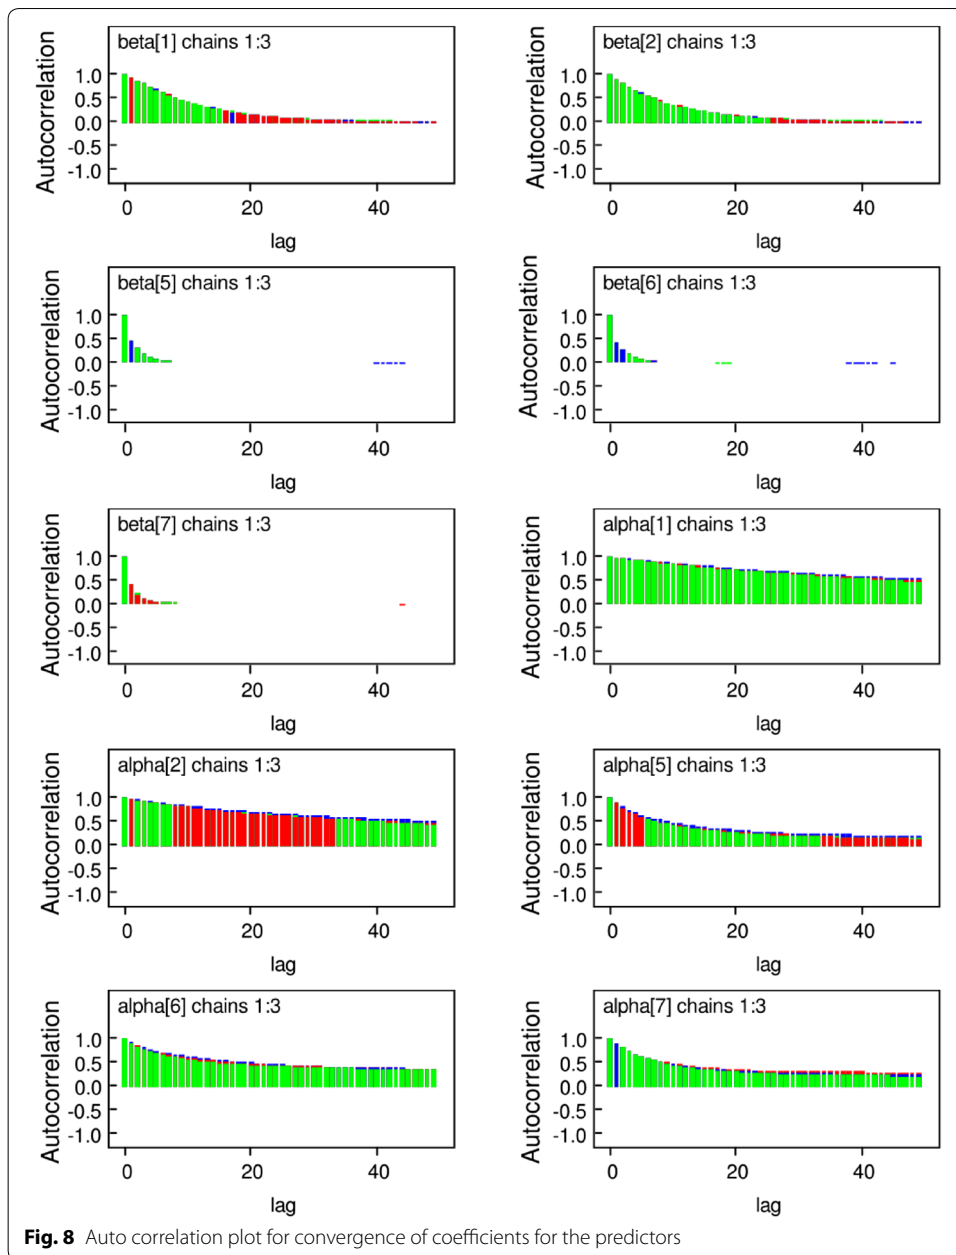 beta[1] chains 1:3
Autocorrelation
1.0
0.5
0.0
-0.5
-1.0
0
20
40
lag
beta[2] chains 1:3
Autocorrelation
1.0
0.5
0.0
-0.5
-1.0
0
20
40
lag
beta[5] chains 1:3
Autocorrelation
1.0
0.5
0.0
-0.5
-1.0
0
20
40
lag
beta[6] chains 1:3
Autocorrelation
1.0
0.5
0.0
-0.5
-1.0
0
20
40
lag
beta[7] chains 1:3
Autocorrelation
1.0
0.5
0.0
-0.5
-1.0
0
20
40
lag
alpha[1] chains 1:3
Autocorrelation
1.0
0.5
0.0
-0.5
-1.0
0
20
40
lag
alpha[2] chains 1:3
Autocorrelation
1.0
0.5
0.0
-0.5
-1.0
0
20
40
lag
alpha[5] chains 1:3
Autocorrelation
1.0
0.5
0.0
-0.5
-1.0
0
20
40
lag
alpha[6] chains 1:3
Autocorrelation
1.0
0.5
0.0
-0.5
-1.0
0
20
40
lag
alpha[7] chains 1:3
Autocorrelation
1.0
0.5
0.0
-0.5
-1.0
0
20
40
lag
Fig. 8 Auto correlation plot for convergence of coefficients for the predictors